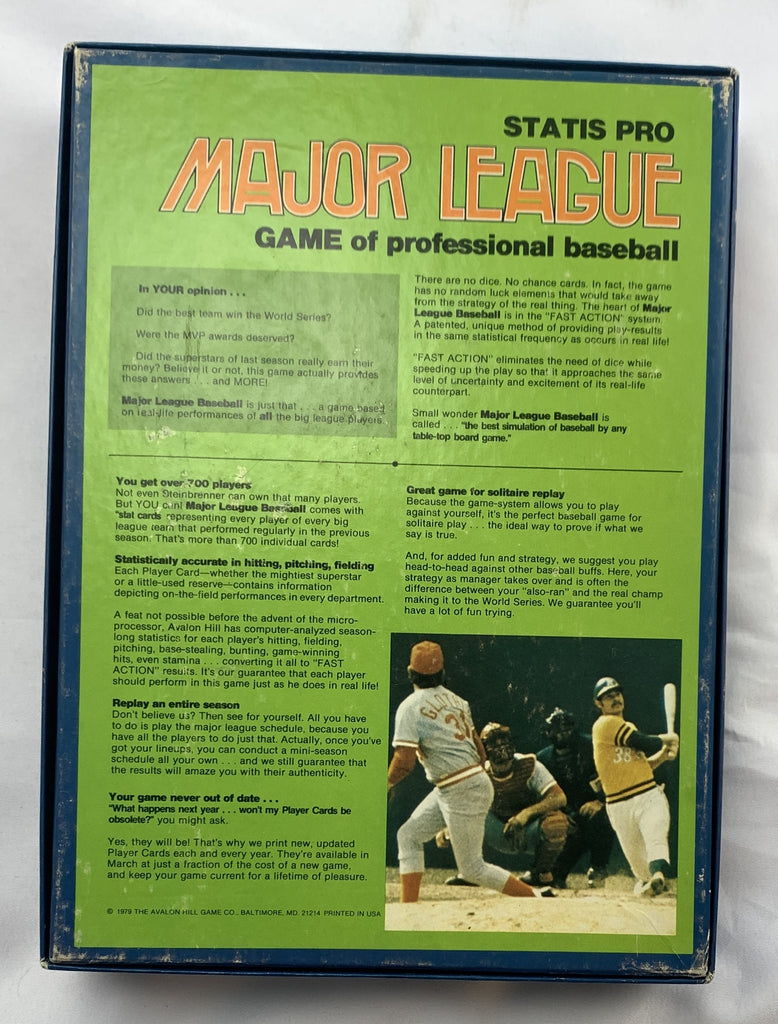 STATIS PRO
MAJOR LEAGUE
GAME of professional baseball
In YOUR opinion . . .
Did the best team win the World Series?
Were the MVP awards deserved?
Did the superstars of last season really earn their
money? Believe it or not, this game actually provides
these answers . . . and MORE!
Major League Baseball is just that . . . a game based
on real-life performances of all the big league players.
There are no dice. No chance cards. In fact, the game
has no random luck elements that would take away
from the strategy of the real thing. The heart of Major
League Baseball is in the "FAST ACTION" system.
A patented, unique method of providing play-results
in the same statistical frequency as occurs in real life!
"FAST ACTION" eliminates the need of dice while
speeding up the play so that it approaches the same
level of uncertainty and excitement of its real-life
counterpart.
Small wonder Major League Baseball is
called . . . "the best simulation of baseball by any
table-top board game."
You get over 700 players
Not even Steinbrenner can own that many players.
But YOU can! Major League Baseball comes with
"stat cards" representing every player of every big
league team that performed regularly in the previous
season. That's more than 700 individual cards!
Statistically accurate in hitting, pitching, fielding
Each Player Card—whether the mightiest superstar
or a little-used reserve—contains information
depicting on-the-field performances in every department.
A feat not possible before the advent of the micro-
processor, Avalon Hill has computer-analyzed season-
long statistics for each player's hitting, fielding,
pitching, base-stealing, bunting, game-winning
hits, even stamina . . . converting it all to "FAST
ACTION" results. It's our guarantee that each player
should perform in this game just as he does in real life!
Replay an entire season
Don't believe us? Then see for yourself. All you have
to do is play the major league schedule, because you
have all the players to do just that. Actually, once you've
got your lineups, you can conduct a mini-season
schedule all your own . . . and we still guarantee that
the results will amaze you with their authenticity.
Your game never out of date . . .
"What happens next year . . . won't my Player Cards be
obsolete?" you might ask.
Yes, they will be! That's why we print new, updated
Player Cards each and every year. They're available in
March at just a fraction of the cost of a new game,
and keep your game current for a lifetime of pleasure.
© 1979 THE AVALON HILL GAME CO., BALTIMORE, MD. 21214 PRINTED IN USA
Great game for solitaire replay
Because the game-system allows you to play
against yourself, it's the perfect baseball game for
solitaire play . . . the ideal way to prove if what we
say is true.
And, for added fun and strategy, we suggest you play
head-to-head against other baseball buffs. Here, your
strategy as manager takes over and is often the
difference between your "also-ran" and the real champ
making it to the World Series. We guarantee you'll
have a lot of fun trying.
38